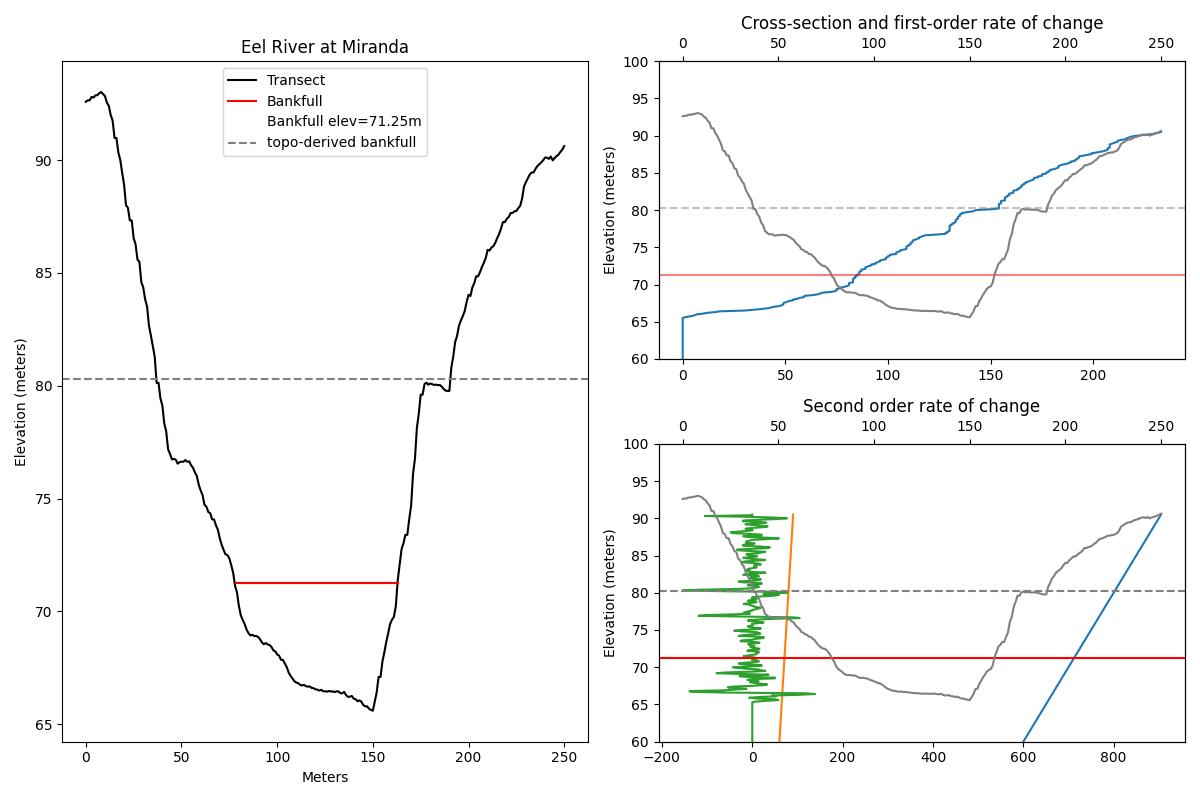 Eel River at Miranda
Transect
Bankfull
Bankfull elev=71.25m
topo-derived bankfull
Elevation (meters)
90
85
80
75
70
65
0 50 100 150 200 250
Meters
Cross-section and first-order rate of change
0 50 100 150 200 250
Elevation (meters)
100
95
90
85
80
75
70
65
60
0 50 100 150 200
Second order rate of change
0 50 100 150 200 250
Elevation (meters)
100
95
90
85
80
75
70
65
60
−200 0 200 400 600 800